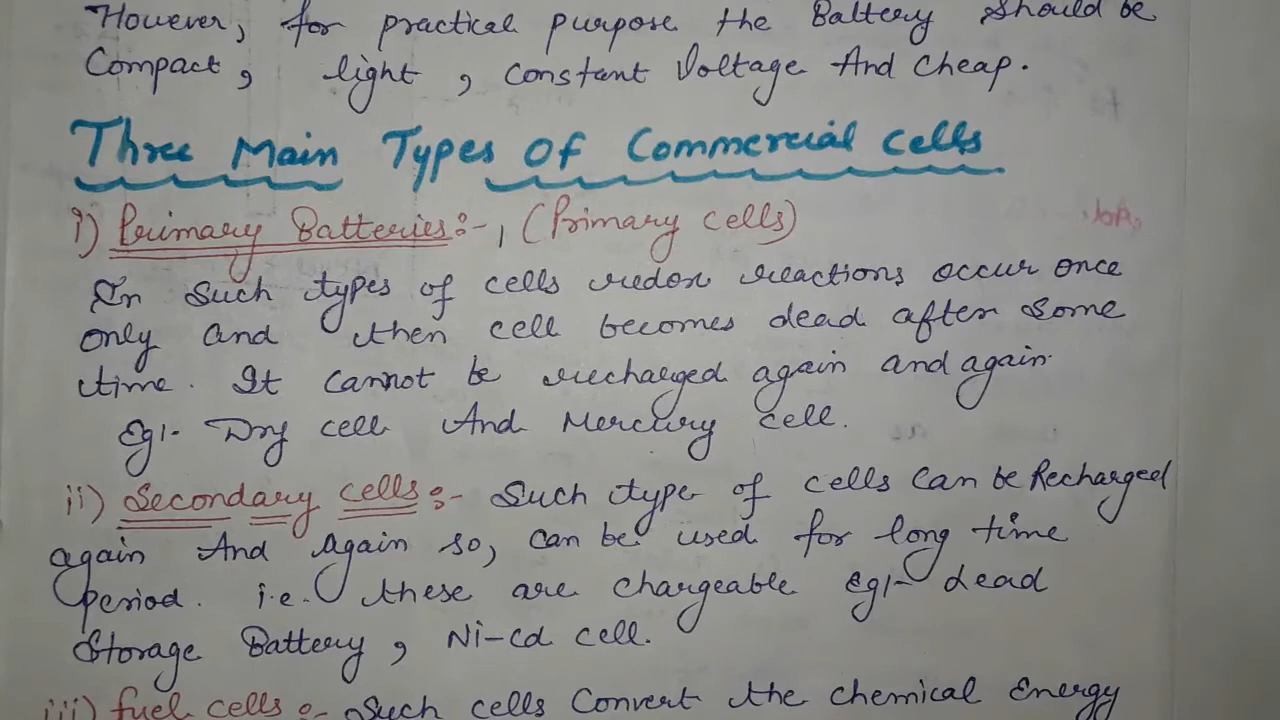 However, for practical purpose the Battery should be
Compact, light, constant Voltage And cheap.
Three Main Types Of Commercial cells
i) Primary Batteries:-, (Primary cells)
In Such types of cells redox reactions occur once
only and then cell becomes dead after some
time. It cannot be recharged again and again.
Eg:- Dry cell And Mercury cell.
ii) Secondary cells:- Such type of cells can be Recharged
again And Again so, can be used for long time
period. i.e. these are chargeable eg:- dead
Storage Battery, Ni-cd cell.
iii) fuel cells:- Such cells Convert the chemical Energy